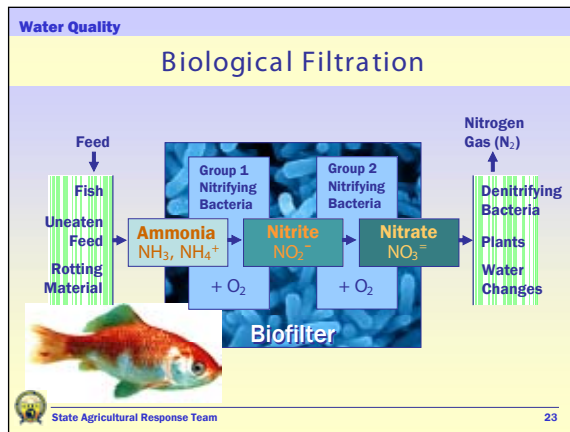 Water Quality
Biological Filtration
Feed
Fish
Uneaten
Feed
Rotting
Material
Group 1
Nitrifying
Bacteria
Group 2
Nitrifying
Bacteria
Ammonia
NH₃, NH₄⁺
Nitrite
NO₂⁻
Nitrate
NO₃⁼
+ O₂
+ O₂
Biofilter
Nitrogen
Gas (N₂)
Denitrifying
Bacteria
Plants
Water
Changes
State Agricultural Response Team
23